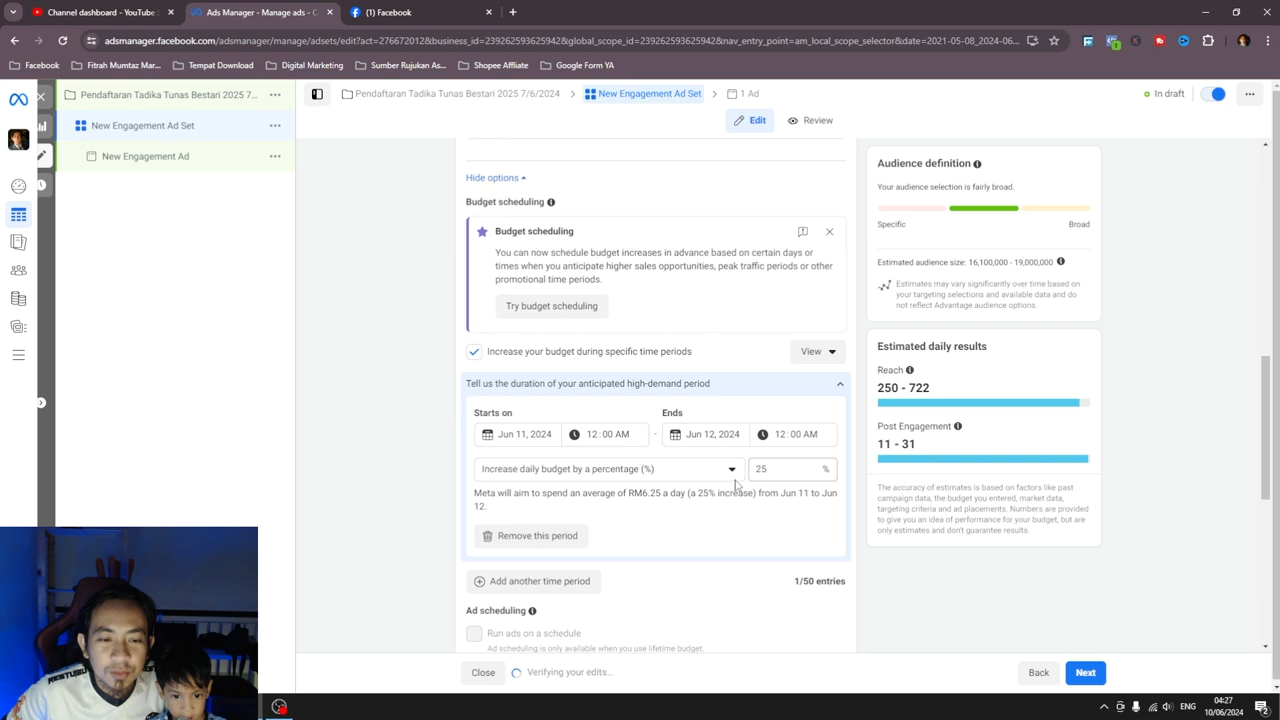 Channel dashboard - YouTube S
Ads Manager - Manage ads - C
(1) Facebook
adsmanager.facebook.com/adsmanager/manage/adsets/edit?act=276672012&business_id=239262593625942&global_scope_id=239262593625942&nav_entry_point=am_local_scope_selector&date=2021-05-08_2024-06...
Facebook
Fitrah Mumtaz Mar...
Tempat Download
Digital Marketing
Sumber Rujukan As...
Shopee Affliate
Google Form YA
Pendaftaran Tadika Tunas Bestari 2025 7...
New Engagement Ad Set
New Engagement Ad
Pendaftaran Tadika Tunas Bestari 2025 7/6/2024
New Engagement Ad Set
1 Ad
In draft
Edit
Review
Hide options
Budget scheduling
Budget scheduling
You can now schedule budget increases in advance based on certain days or
times when you anticipate higher sales opportunities, peak traffic periods or other
promotional time periods.
Try budget scheduling
Increase your budget during specific time periods
View
Tell us the duration of your anticipated high-demand period
Starts on
Ends
Jun 11, 2024
12:00 AM
-
Jun 12, 2024
12:00 AM
Increase daily budget by a percentage (%)
25
%
Meta will aim to spend an average of RM6.25 a day (a 25% increase) from Jun 11 to Jun
12.
Remove this period
Add another time period
1/50 entries
Ad scheduling
Run ads on a schedule
Ad scheduling is only available when you use lifetime budget.
Close
Verifying your edits...
Back
Next
Audience definition
Your audience selection is fairly broad.
Specific
Broad
Estimated audience size: 16,100,000 - 19,000,000
Estimates may vary significantly over time based on
your targeting selections and available data and do
not reflect Advantage audience options.
Estimated daily results
Reach
250 - 722
Post Engagement
11 - 31
The accuracy of estimates is based on factors like past
campaign data, the budget you entered, market data,
targeting criteria and ad placements. Numbers are provided
to give you an idea of performance for your budget, but are
only estimates and don't guarantee results.
04:27
10/06/2024
2